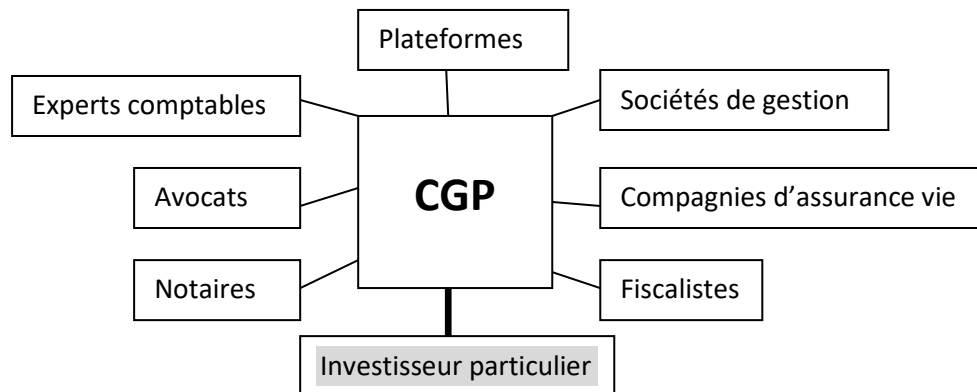 Plateformes
Experts comptables
Sociétés de gestion
CGP
Avocats
Compagnies d’assurance vie
Notaires
Fiscalistes
Investisseur particulier